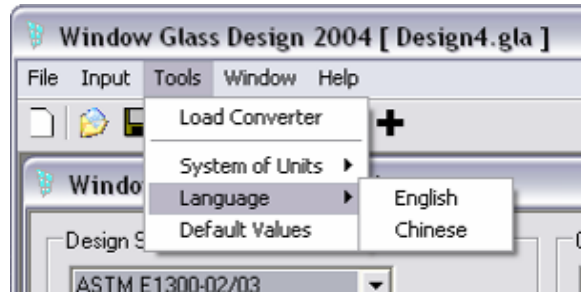 Window Glass Design 2004 [ Design4.gla ]
File Input Tools Window Help
Load Converter
System of Units
Language
English
Default Values
Chinese
Design
ASTM E1300-02/03